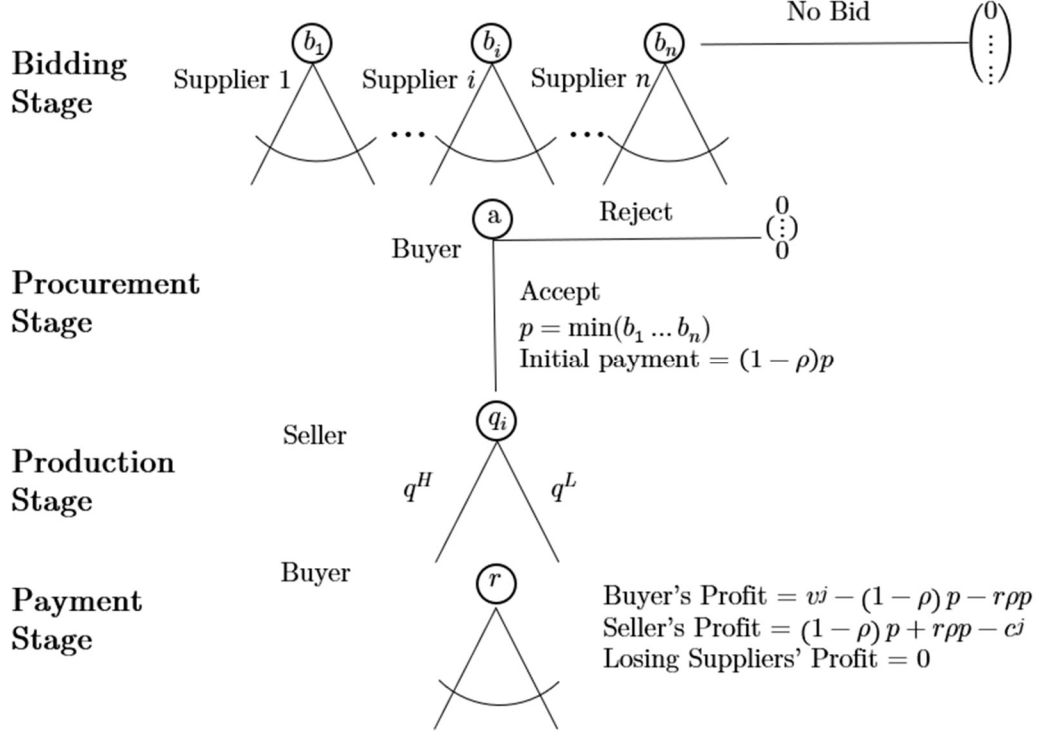 No Bid
Bidding
Stage
b₁
bᵢ
bₙ
(0 ⋮ ⋮)
Supplier 1
Supplier i
Supplier n
...
...
a
Reject
0
(⋮)
0
Buyer
Procurement
Stage
Accept
p = min(b₁ ... bₙ)
Initial payment = (1 − ρ)p
qᵢ
Seller
Production
Stage
qᴴ
qᴸ
Buyer
r
Payment
Stage
Buyer's Profit = vʲ − (1 − ρ) p − rρp
Seller's Profit = (1 − ρ) p + rρp − cʲ
Losing Suppliers' Profit = 0